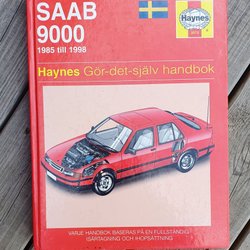 SAAB
9000
1985 till 1998
Haynes
Haynes Gör-det-själv handbok
VARJE HANDBOK BASERAS PÅ EN FULLSTÄNDIG
ISÄRTAGNING OCH IHOPSÄTTNING